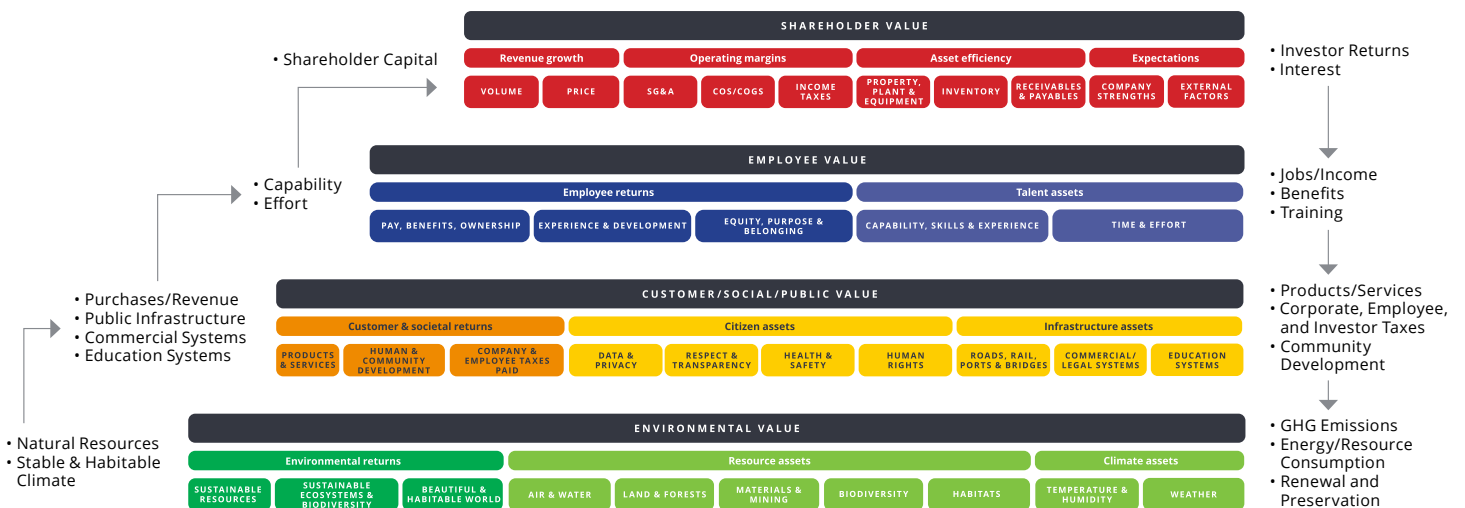 SHAREHOLDER VALUE
• Shareholder Capital
Revenue growth
Operating margins
Asset efficiency
Expectations
VOLUME
PRICE
SG&A
COS/COGS
INCOME
TAXES
PROPERTY,
PLANT &
EQUIPMENT
INVENTORY
RECEIVABLES
& PAYABLES
COMPANY
STRENGTHS
EXTERNAL
FACTORS
• Investor Returns
• Interest
EMPLOYEE VALUE
• Capability
• Effort
Employee returns
Talent assets
PAY, BENEFITS, OWNERSHIP
EXPERIENCE & DEVELOPMENT
EQUITY, PURPOSE &
BELONGING
CAPABILITY, SKILLS & EXPERIENCE
TIME & EFFORT
• Jobs/Income
• Benefits
• Training
CUSTOMER/SOCIAL/PUBLIC VALUE
• Purchases/Revenue
• Public Infrastructure
• Commercial Systems
• Education Systems
Customer & societal returns
Citizen assets
Infrastructure assets
PRODUCTS
& SERVICES
HUMAN &
COMMUNITY
DEVELOPMENT
COMPANY &
EMPLOYEE TAXES
PAID
DATA &
PRIVACY
RESPECT &
TRANSPARENCY
HEALTH &
SAFETY
HUMAN
RIGHTS
ROADS, RAIL,
PORTS & BRIDGES
COMMERCIAL/
LEGAL SYSTEMS
EDUCATION
SYSTEMS
• Products/Services
• Corporate, Employee,
and Investor Taxes
• Community
Development
ENVIRONMENTAL VALUE
• Natural Resources
• Stable & Habitable
Climate
Environmental returns
Resource assets
Climate assets
SUSTAINABLE
RESOURCES
SUSTAINABLE
ECOSYSTEMS &
BIODIVERSITY
BEAUTIFUL &
HABITABLE WORLD
AIR & WATER
LAND & FORESTS
MATERIALS &
MINING
BIODIVERSITY
HABITATS
TEMPERATURE &
HUMIDITY
WEATHER
• GHG Emissions
• Energy/Resource
Consumption
• Renewal and
Preservation